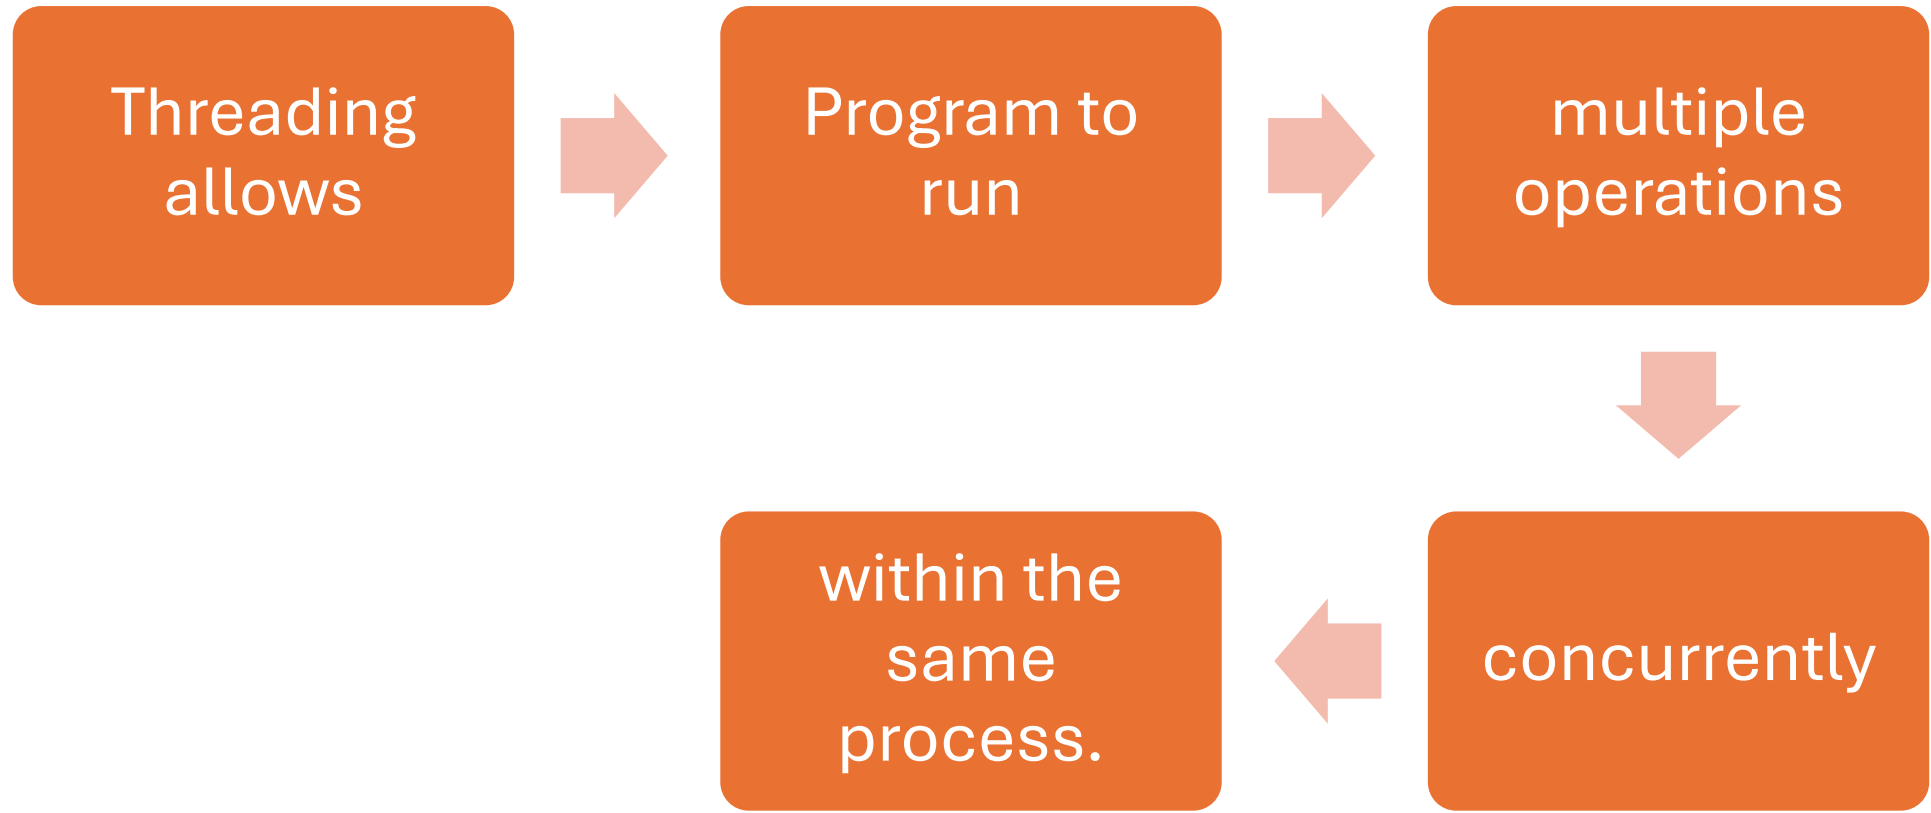 Threading
allows
Program to
run
multiple
operations
concurrently
within the
same
process.